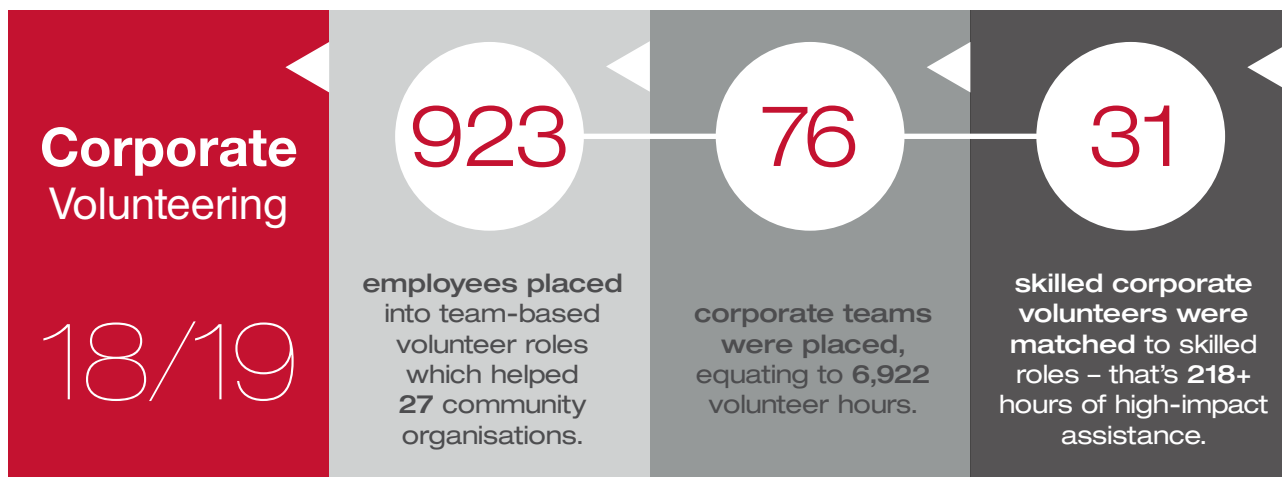 Corporate
Volunteering
18/19
923
employees placed
into team-based
volunteer roles
which helped
27 community
organisations.
76
corporate teams
were placed,
equating to 6,922
volunteer hours.
31
skilled corporate
volunteers were
matched to skilled
roles – that's 218+
hours of high-impact
assistance.